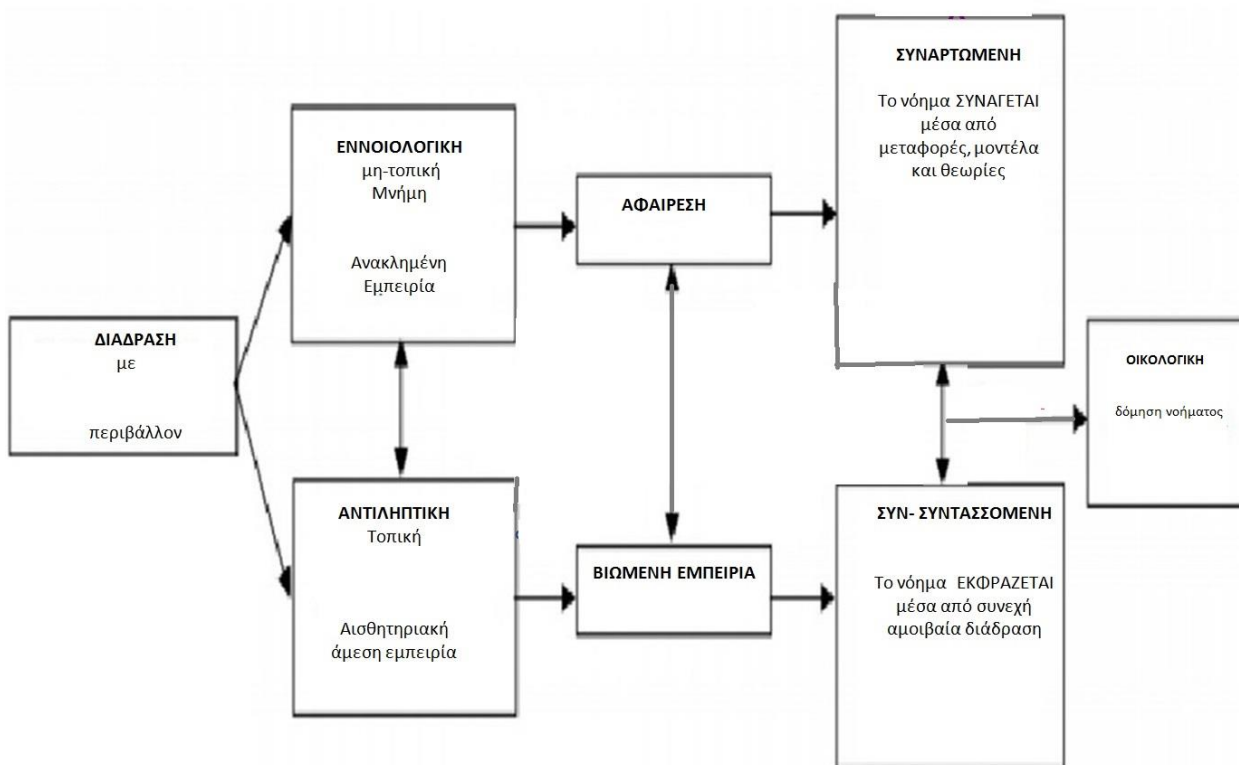 ΔΙΑΔΡΑΣΗ
με
περιβάλλον
ΕΝΝΟΙΟΛΟΓΙΚΗ
μη-τοπική
Μνήμη
Ανακλημένη
Εμπειρία
ΑΝΤΙΛΗΠΤΙΚΗ
Τοπική
Αισθητηριακή
άμεση εμπειρία
ΑΦΑΙΡΕΣΗ
ΒΙΩΜΕΝΗ ΕΜΠΕΙΡΙΑ
ΣΥΝΑΡΤΩΜΕΝΗ
Το νόημα ΣΥΝΑΓΕΤΑΙ
μέσα από
μεταφορές, μοντέλα
και θεωρίες
ΣΥΝ- ΣΥΝΤΑΣΣΟΜΕΝΗ
Το νόημα ΕΚΦΡΑΖΕΤΑΙ
μέσα από συνεχή
αμοιβαία διάδραση
ΟΙΚΟΛΟΓΙΚΗ
δόμηση νοήματος